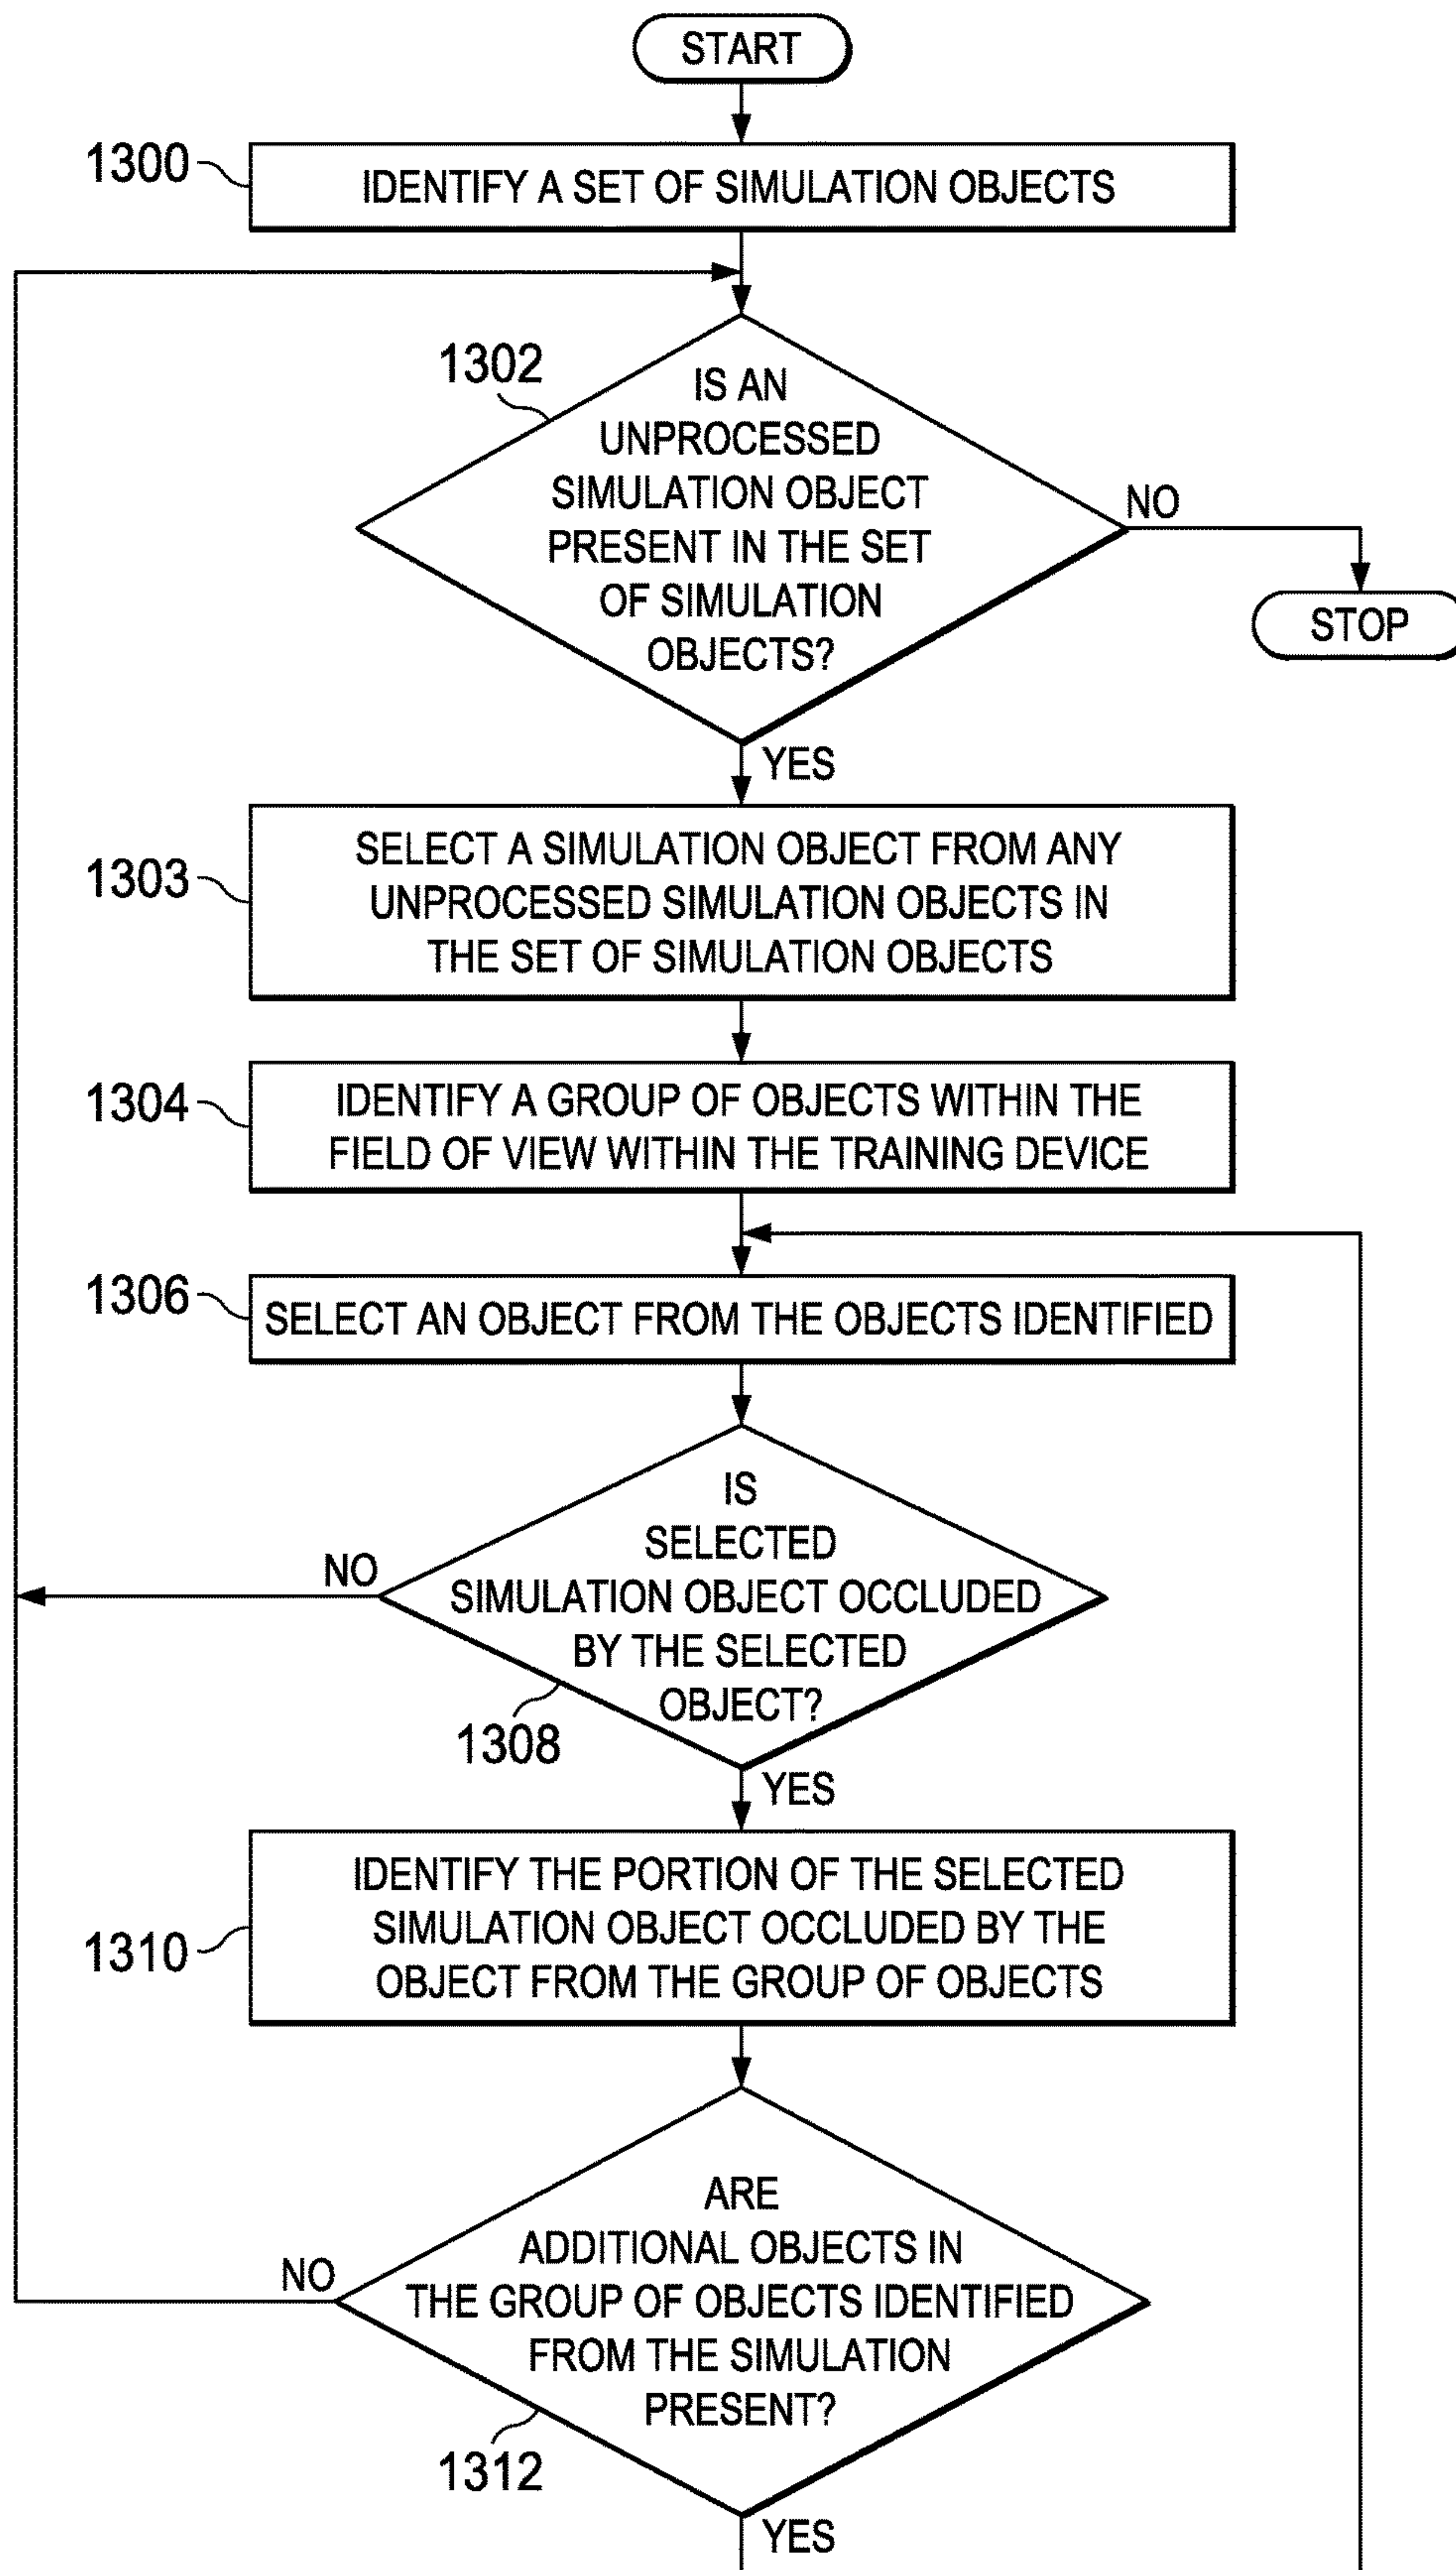 START
1300
IDENTIFY A SET OF SIMULATION OBJECTS
1302
IS AN
UNPROCESSED
SIMULATION OBJECT
PRESENT IN THE SET
OF SIMULATION
OBJECTS?
NO
STOP
YES
1303
SELECT A SIMULATION OBJECT FROM ANY
UNPROCESSED SIMULATION OBJECTS IN
THE SET OF SIMULATION OBJECTS
1304
IDENTIFY A GROUP OF OBJECTS WITHIN THE
FIELD OF VIEW WITHIN THE TRAINING DEVICE
1306
SELECT AN OBJECT FROM THE OBJECTS IDENTIFIED
IS
SELECTED
SIMULATION OBJECT OCCLUDED
BY THE SELECTED
OBJECT?
NO
1308
YES
1310
IDENTIFY THE PORTION OF THE SELECTED
SIMULATION OBJECT OCCLUDED BY THE
OBJECT FROM THE GROUP OF OBJECTS
ARE
ADDITIONAL OBJECTS IN
THE GROUP OF OBJECTS IDENTIFIED
FROM THE SIMULATION
PRESENT?
NO
1312
YES